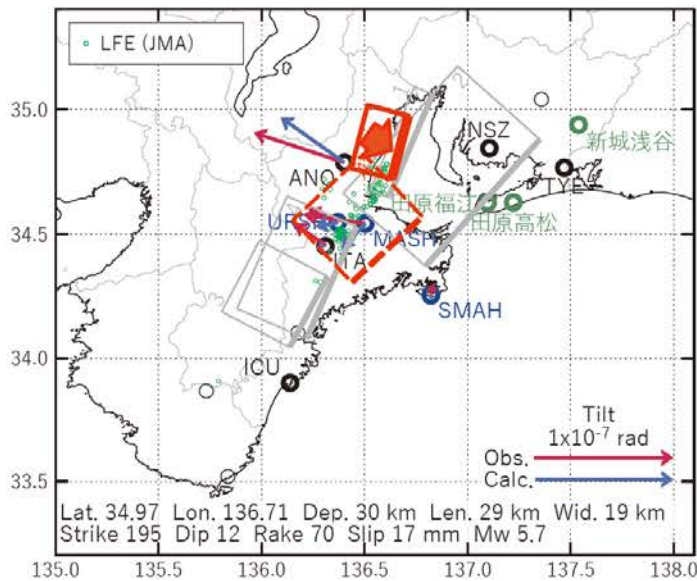 LFE (JMA)
35.0
34.5
34.0
33.5
NSZ
新城浅谷
ANO
TYE
田原福江
田原高松
URSH
MASH
ITA
SMAH
ICU
Tilt
1x10⁻⁷ rad
Obs.
Calc.
Lat. 34.97 Lon. 136.71 Dep. 30 km Len. 29 km Wid. 19 km
Strike 195 Dip 12 Rake 70 Slip 17 mm Mw 5.7
135.0 135.5 136.0 136.5 137.0 137.5 138.0